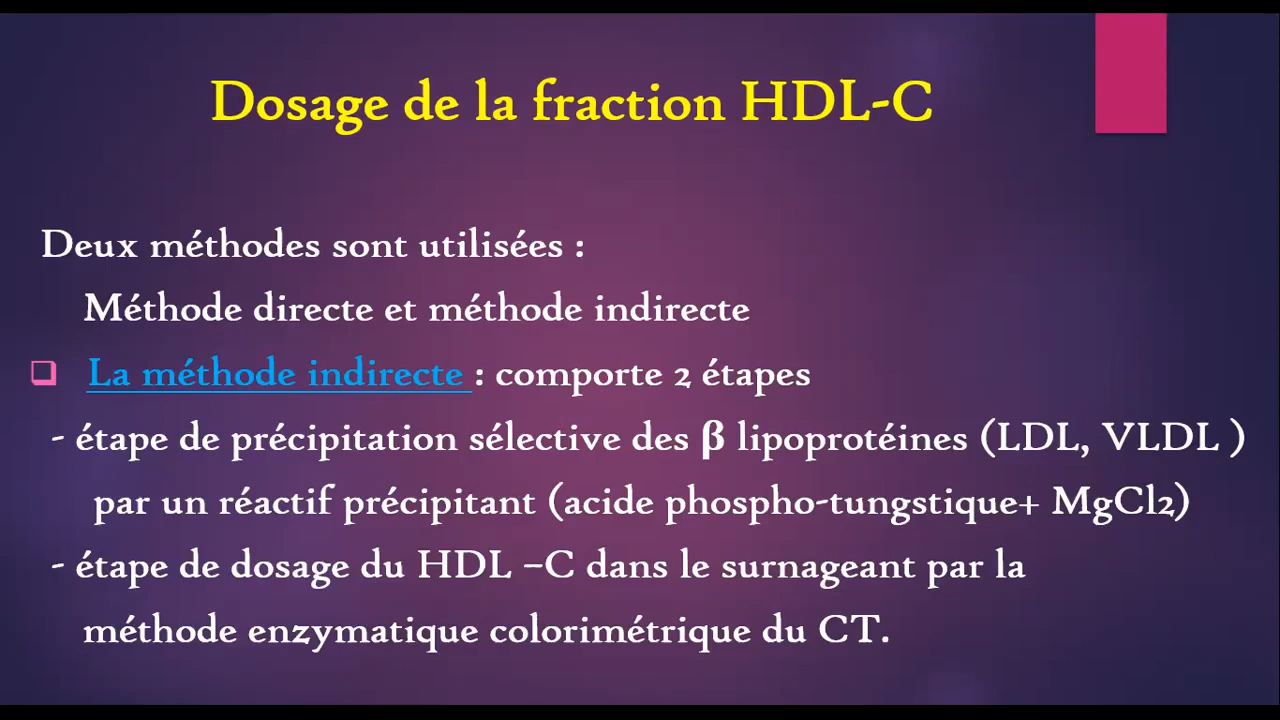 Dosage de la fraction HDL-C
Deux méthodes sont utilisées :
Méthode directe et méthode indirecte
La méthode indirecte : comporte 2 étapes
- étape de précipitation sélective des β lipoprotéines (LDL, VLDL )
par un réactif précipitant (acide phospho-tungstique+ MgCl2)
- étape de dosage du HDL –C dans le surnageant par la
méthode enzymatique colorimétrique du CT.